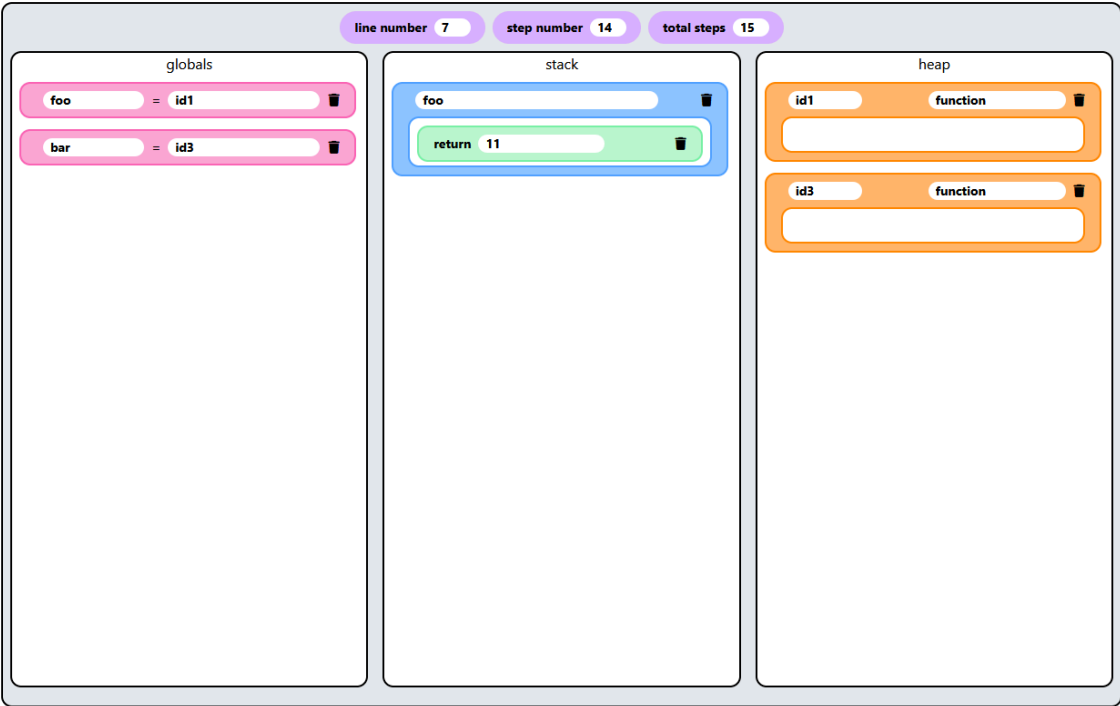 line number 7 step number 14 total steps 15
globals
foo = id1
bar = id3
stack
foo
return 11
heap
id1 function
id3 function